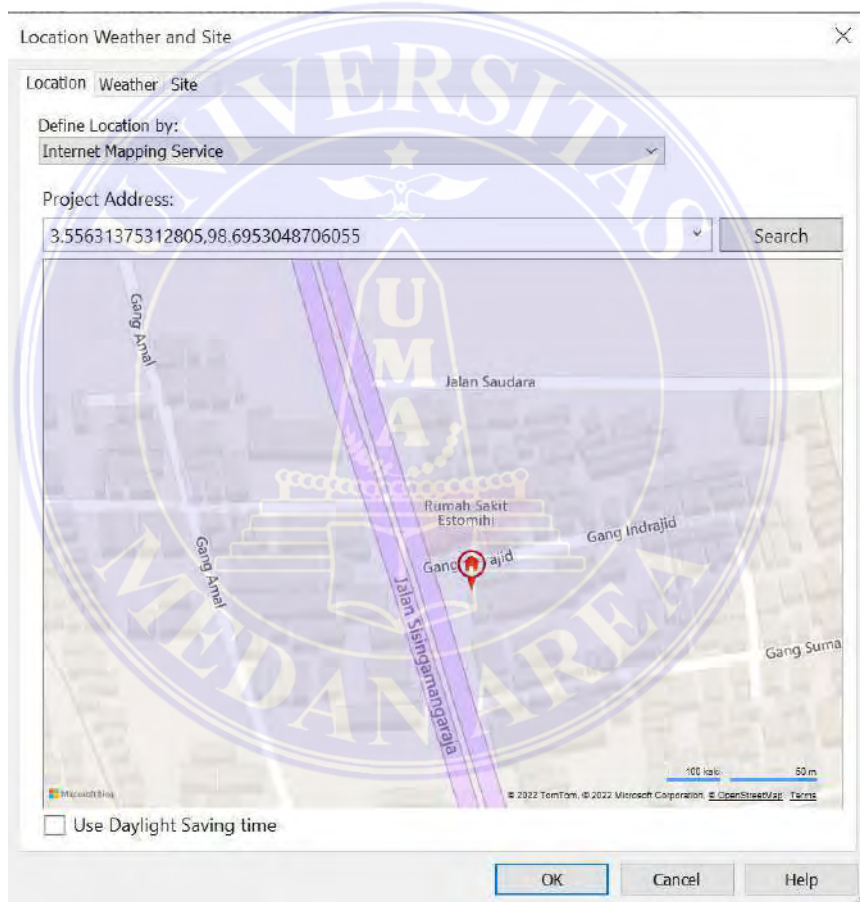 Location Weather and Site
Location Weather Site
Define Location by:
Internet Mapping Service
Project Address:
3.55631375312805,98.6953048706055
Search
Gang Amal
Jalan Saudara
UNIVERSITAS
UMA
MEDAN AREA
Rumah Sakit
Estomihi
Gang Indrajid
Gang ajid
Gang Amal
Jalan Sisingamangaraja
Gang Suma
100 kaki
50 m
Microsoft Bing
© 2022 TomTom, © 2022 Microsoft Corporation, © OpenStreetMap Terms
Use Daylight Saving time
OK
Cancel
Help